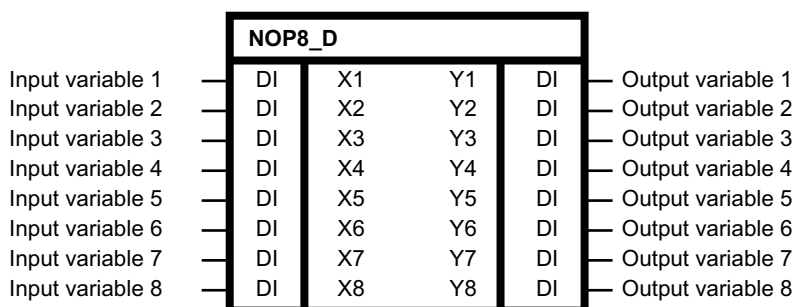 NOP8_D
Input variable 1 DI X1 Y1 DI Output variable 1
Input variable 2 DI X2 Y2 DI Output variable 2
Input variable 3 DI X3 Y3 DI Output variable 3
Input variable 4 DI X4 Y4 DI Output variable 4
Input variable 5 DI X5 Y5 DI Output variable 5
Input variable 6 DI X6 Y6 DI Output variable 6
Input variable 7 DI X7 Y7 DI Output variable 7
Input variable 8 DI X8 Y8 DI Output variable 8